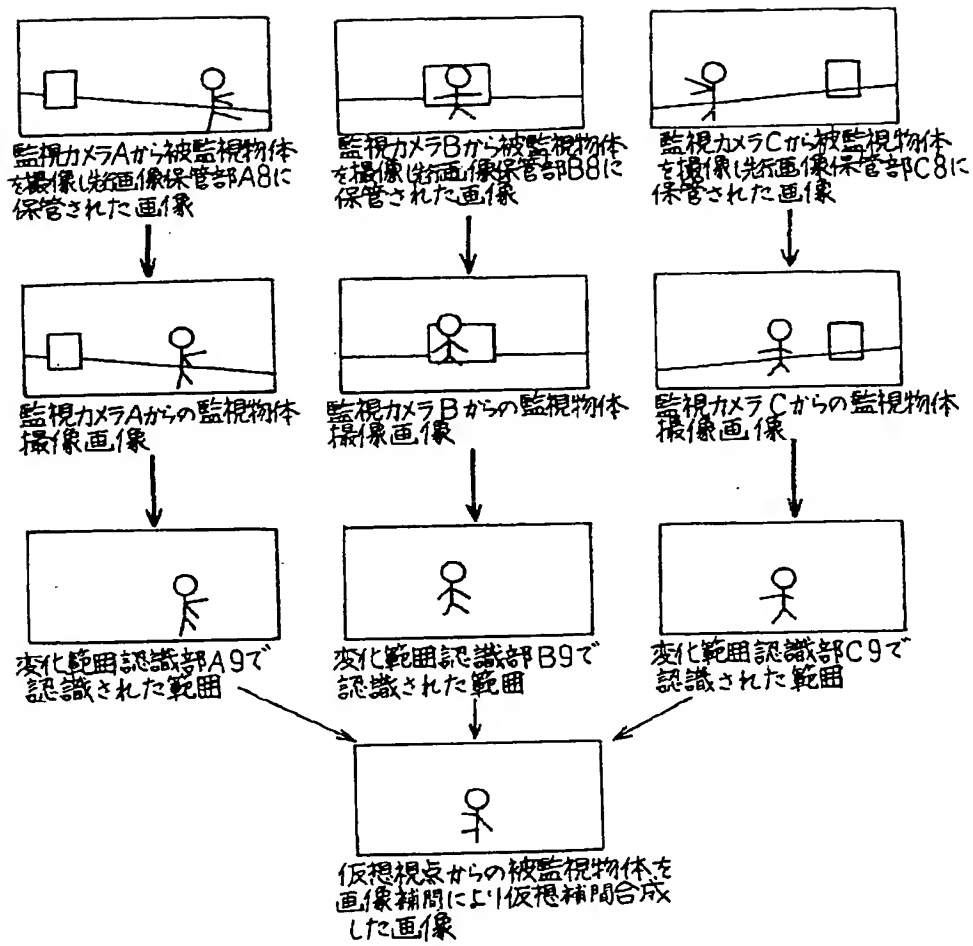 監視カメラAから被監視物体
を撮像し先行画像保管部A8に
保管された画像
監視カメラBから被監視物体
を撮像し先行画像保管部B8に
保管された画像
監視カメラCから被監視物体
を撮像し先行画像保管部C8に
保管された画像
監視カメラAからの監視物体
撮像画像
監視カメラBからの監視物体
撮像画像
監視カメラCからの監視物体
撮像画像
変化範囲認識部A9で
認識された範囲
変化範囲認識部B9で
認識された範囲
変化範囲認識部C9で
認識された範囲
仮想視点からの被監視物体を
画像補間により仮想補間合成
した画像